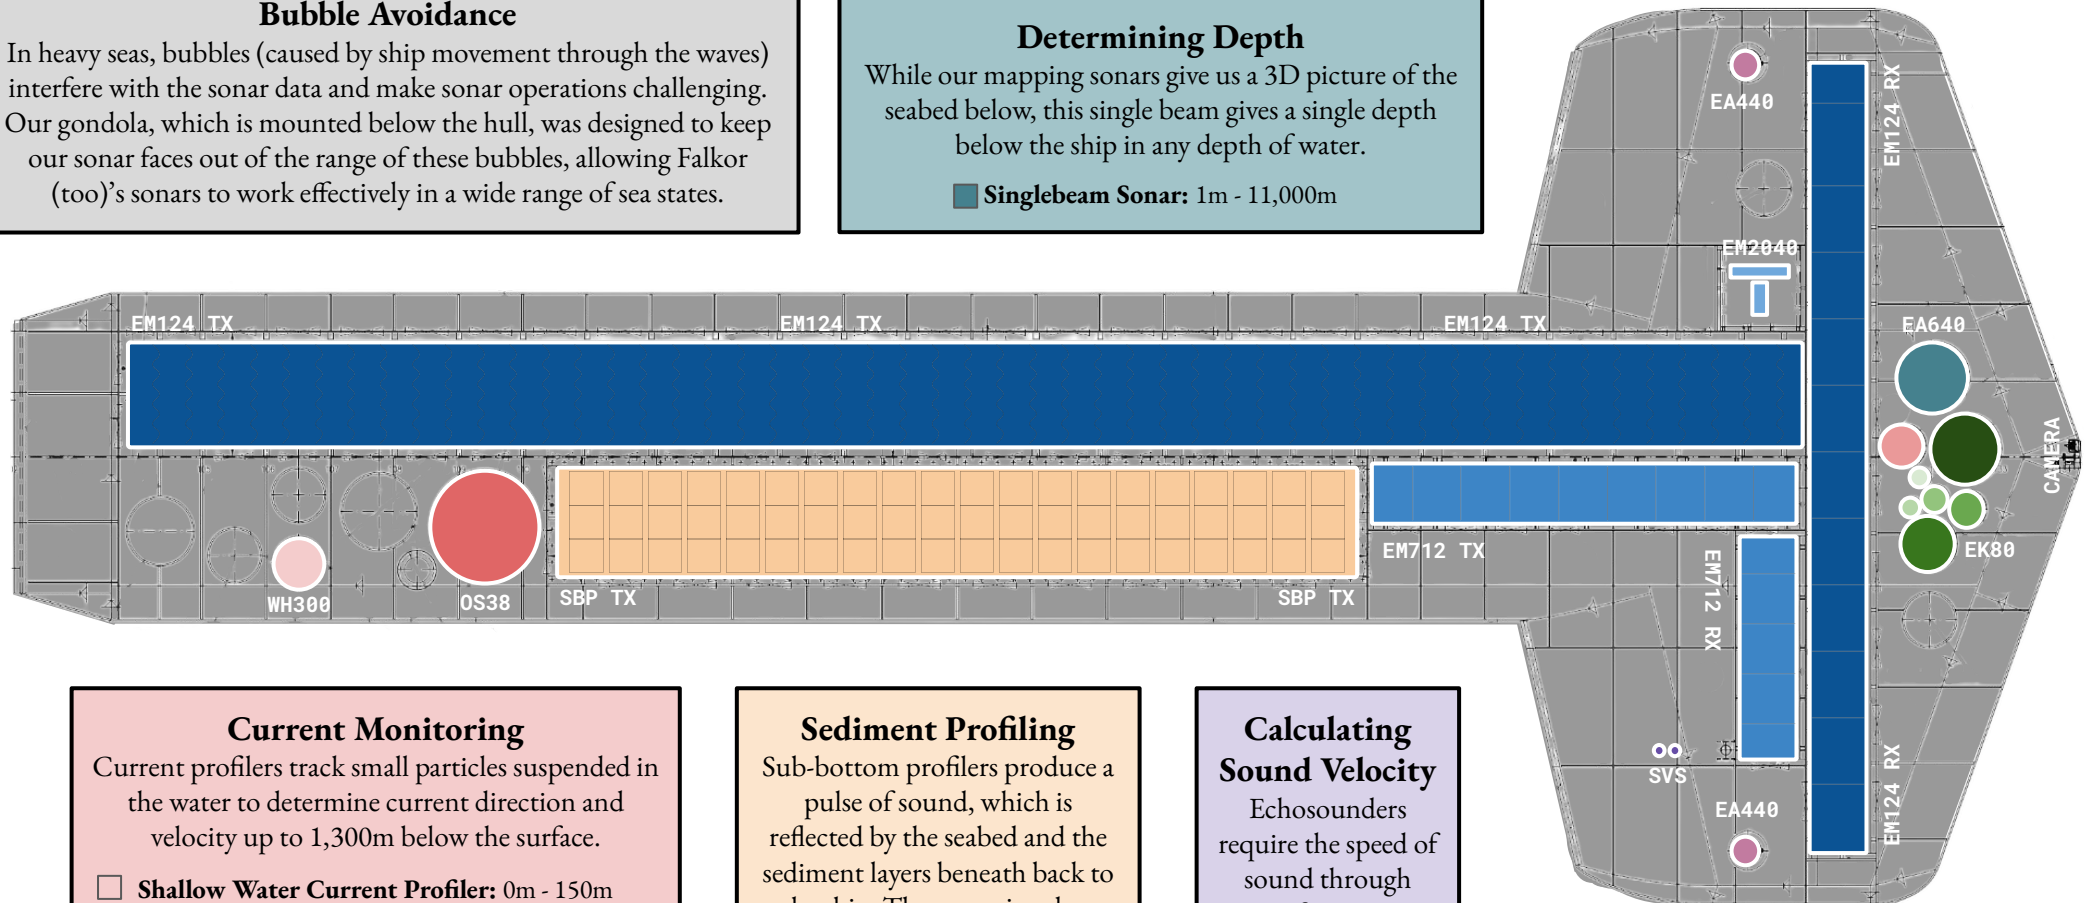 Bubble Avoidance
In heavy seas, bubbles (caused by ship movement through the waves)
interfere with the sonar data and make sonar operations challenging.
Our gondola, which is mounted below the hull, was designed to keep
our sonar faces out of the range of these bubbles, allowing Falkor
(too)’s sonars to work effectively in a wide range of sea states.
Determining Depth
While our mapping sonars give us a 3D picture of the
seabed below, this single beam gives a single depth
below the ship in any depth of water.
Singlebeam Sonar: 1m - 11,000m
EA440
EM124 RX
EM2040
EM124 TX
EM124 TX
EM124 TX
EA640
CAMERA
WH300
OS38
SBP TX
SBP TX
EM712 TX
EM712 RX
EK80
SVS
EA440
EM124 RX
Current Monitoring
Current profilers track small particles suspended in
the water to determine current direction and
velocity up to 1,300m below the surface.
Shallow Water Current Profiler: 0m - 150m
Sediment Profiling
Sub-bottom profilers produce a
pulse of sound, which is
reflected by the seabed and the
sediment layers beneath back to
Calculating
Sound Velocity
Echosounders
require the speed of
sound through